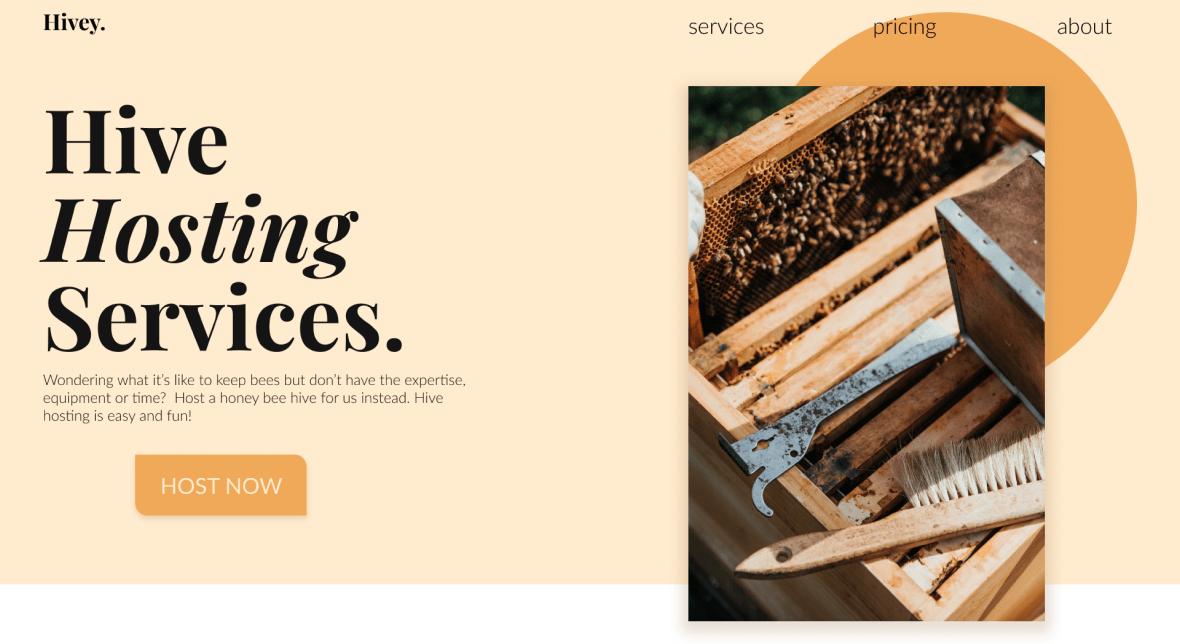 Hivey.
services pricing about
Hive
Hosting
Services.
Wondering what it's like to keep bees but don't have the expertise,
equipment or time?  Host a honey bee hive for us instead. Hive
hosting is easy and fun!
HOST NOW